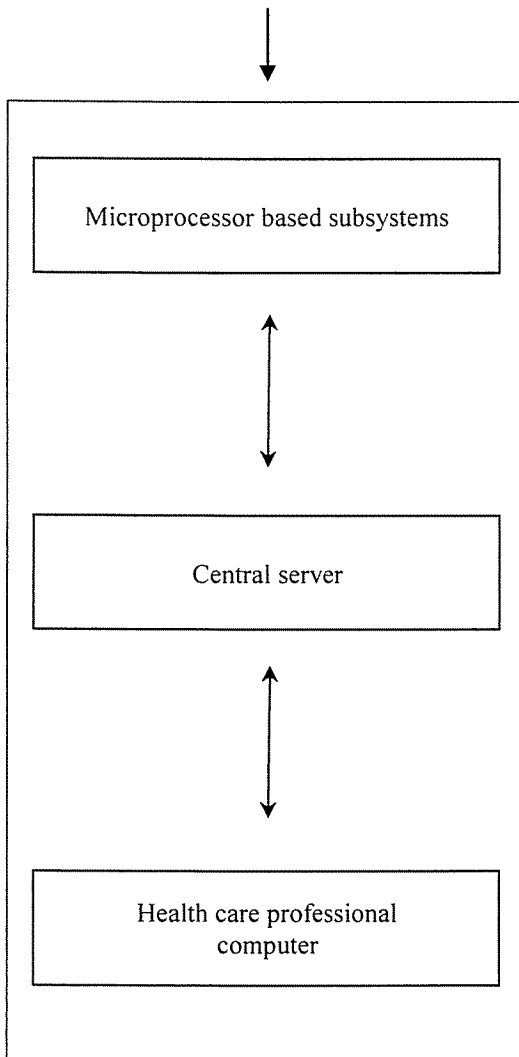 Microprocessor based subsystems
Central server
Health care professional
computer